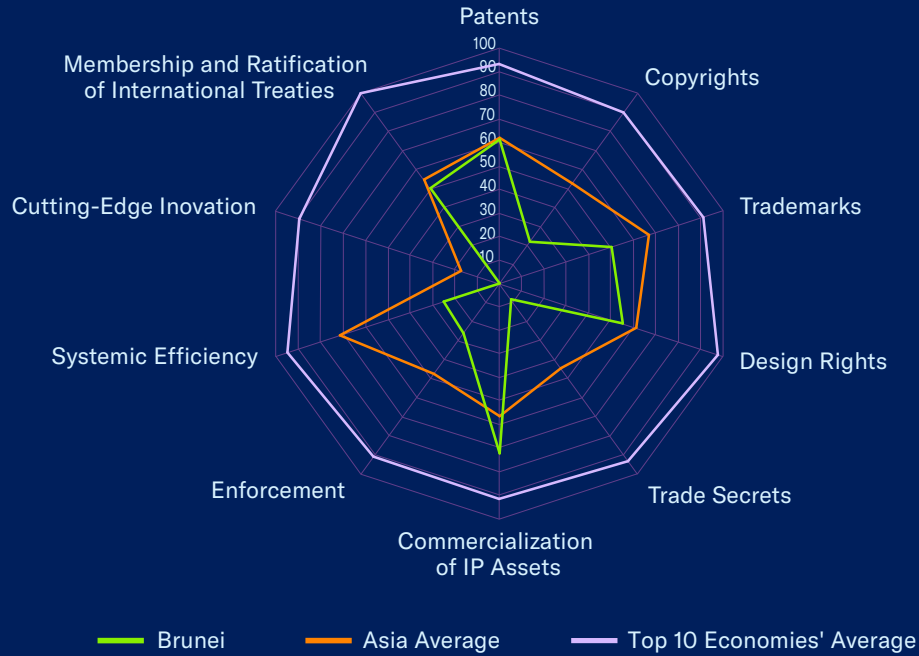 Patents
Copyrights
Trademarks
Design Rights
Trade Secrets
Commercialization
of IP Assets
Enforcement
Systemic Efficiency
Cutting-Edge Inovation
Membership and Ratification
of International Treaties
100
90
80
70
60
50
40
30
20
10
Brunei
Asia Average
Top 10 Economies' Average